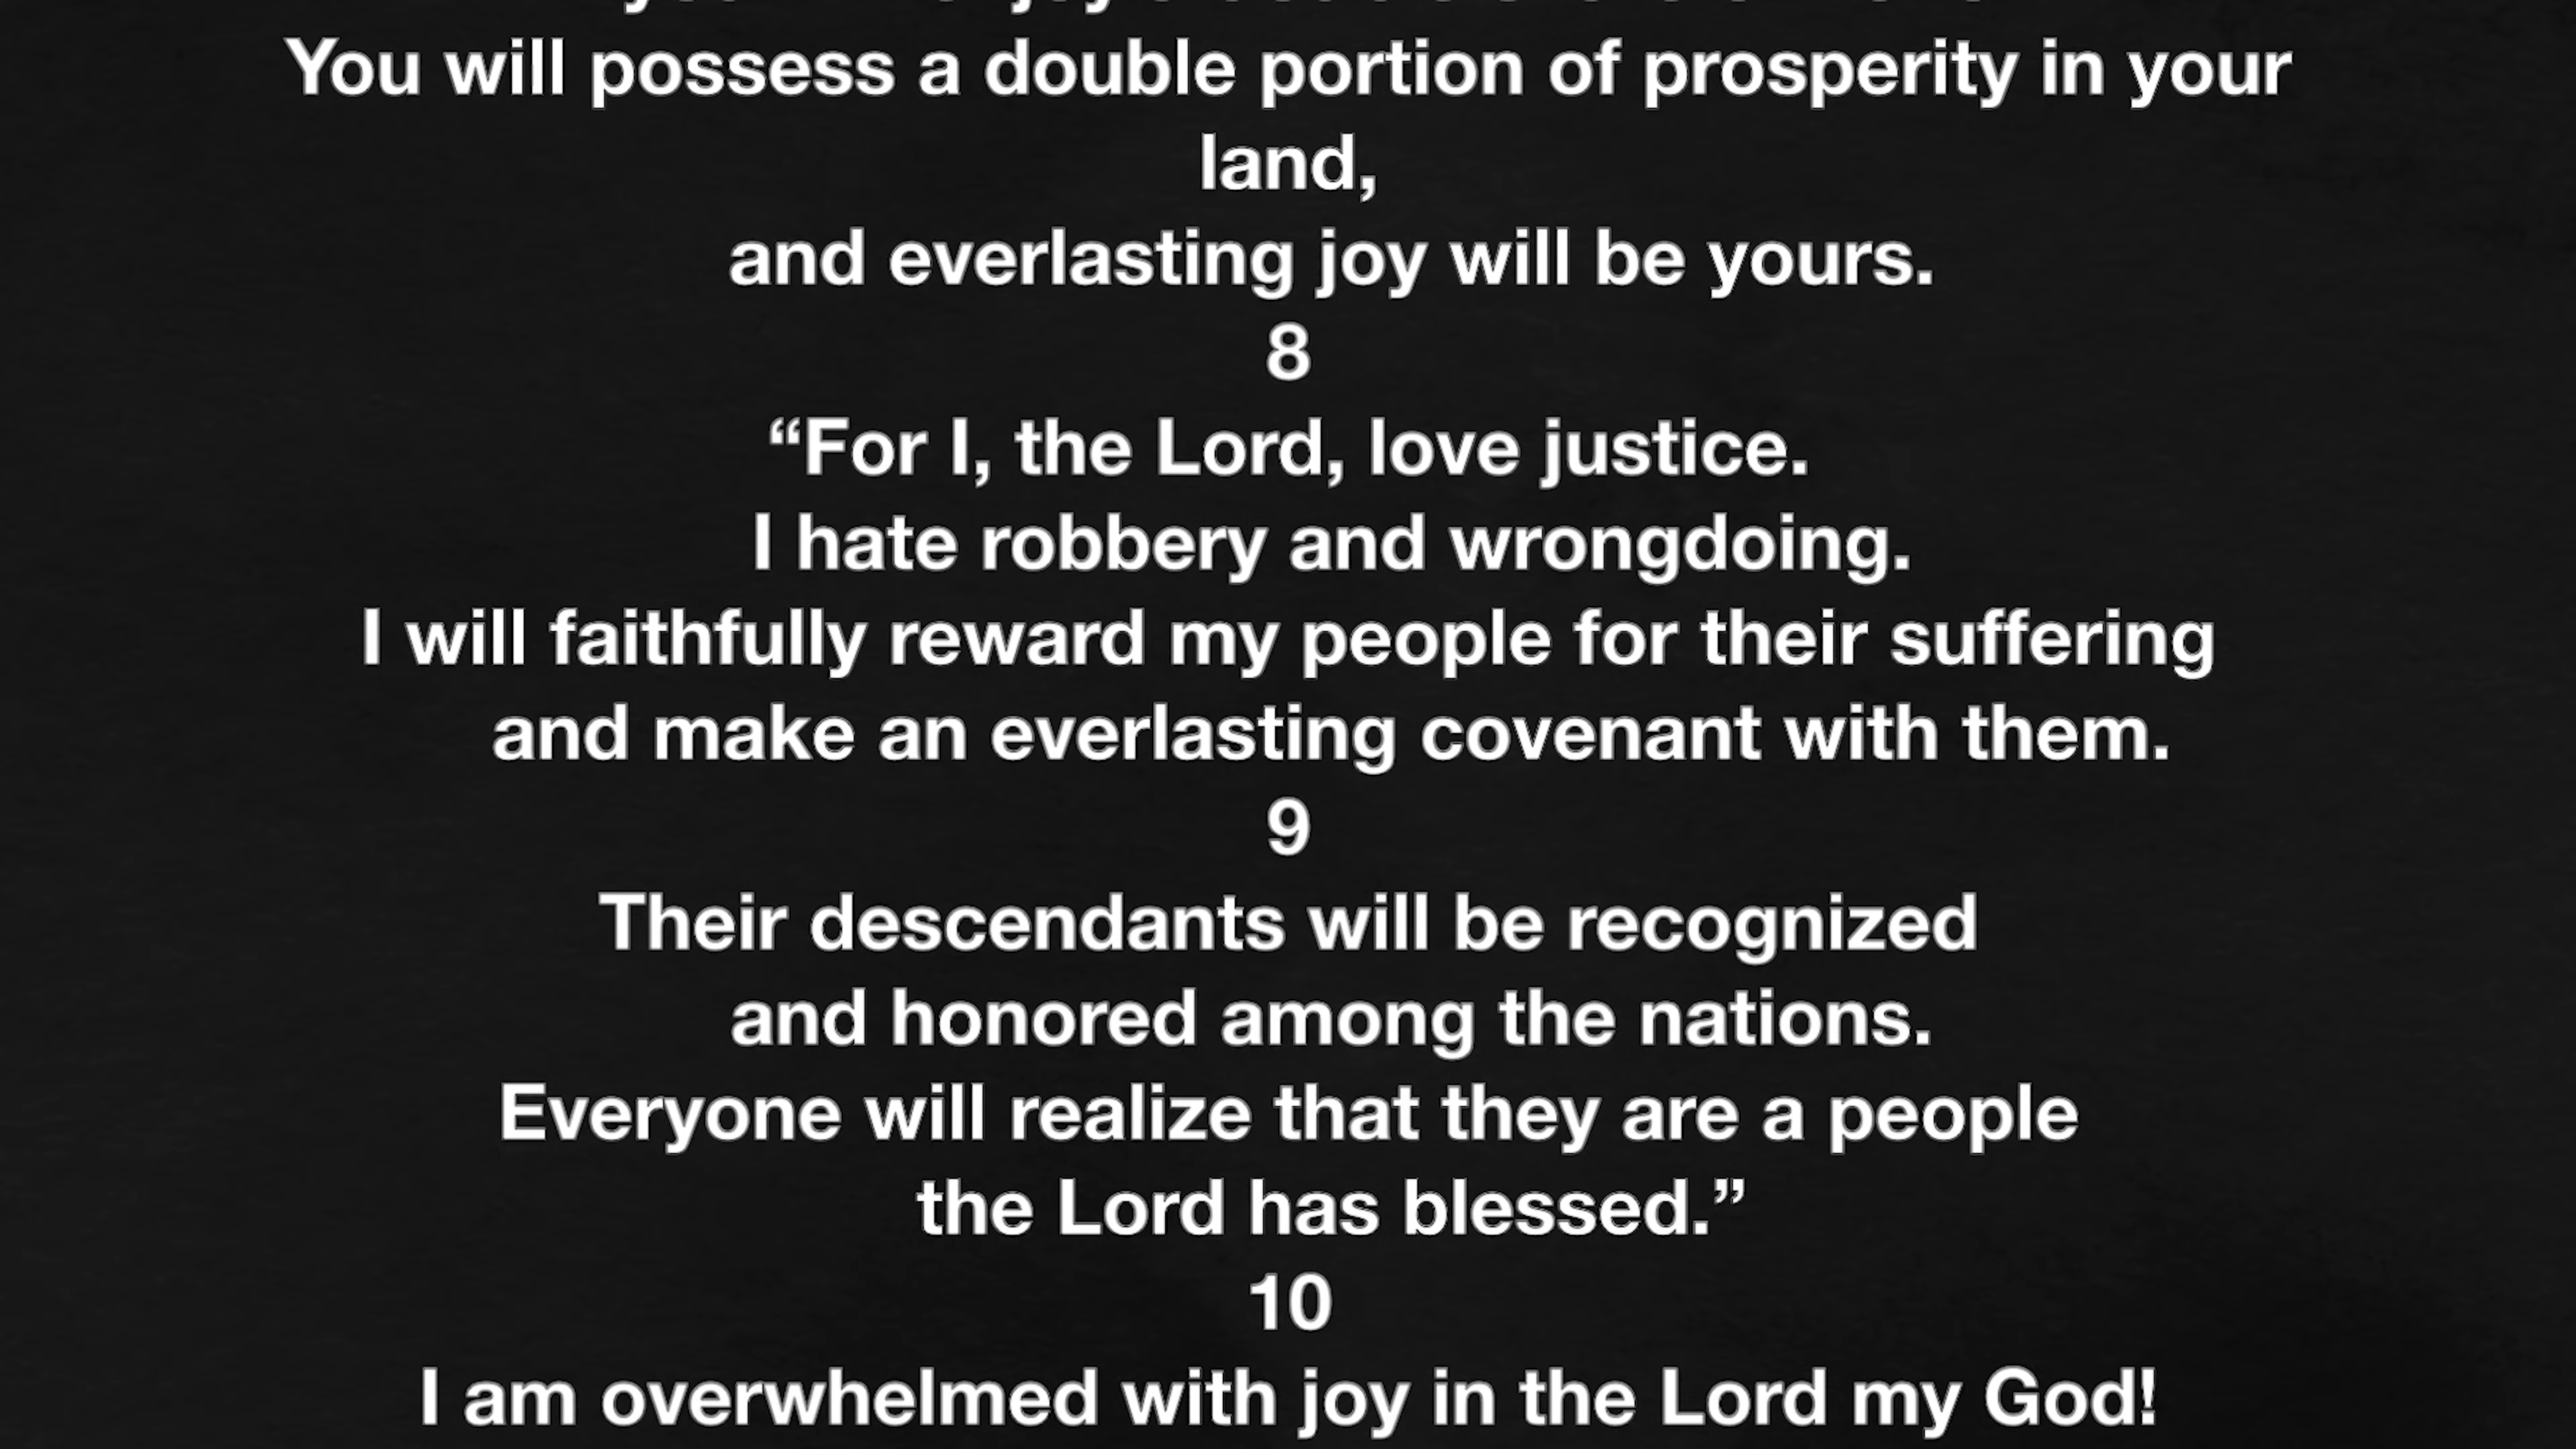 You will possess a double portion of prosperity in your
land,
and everlasting joy will be yours.
8
“For I, the Lord, love justice.
I hate robbery and wrongdoing.
I will faithfully reward my people for their suffering
and make an everlasting covenant with them.
9
Their descendants will be recognized
and honored among the nations.
Everyone will realize that they are a people
the Lord has blessed.”
10
I am overwhelmed with joy in the Lord my God!